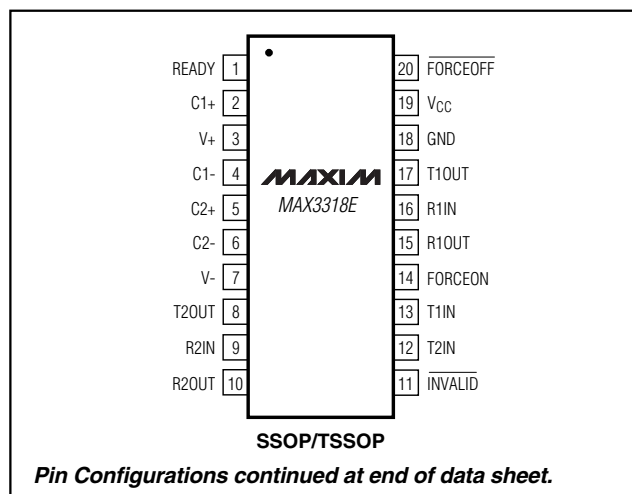 READY 1
C1+ 2
V+ 3
C1- 4
C2+ 5
C2- 6
V- 7
T2OUT 8
R2IN 9
R2OUT 10
MAXIM
MAX3318E
20 FORCEOFF
19 VCC
18 GND
17 T1OUT
16 R1IN
15 R1OUT
14 FORCEON
13 T1IN
12 T2IN
11 INVALID
SSOP/TSSOP
Pin Configurations continued at end of data sheet.